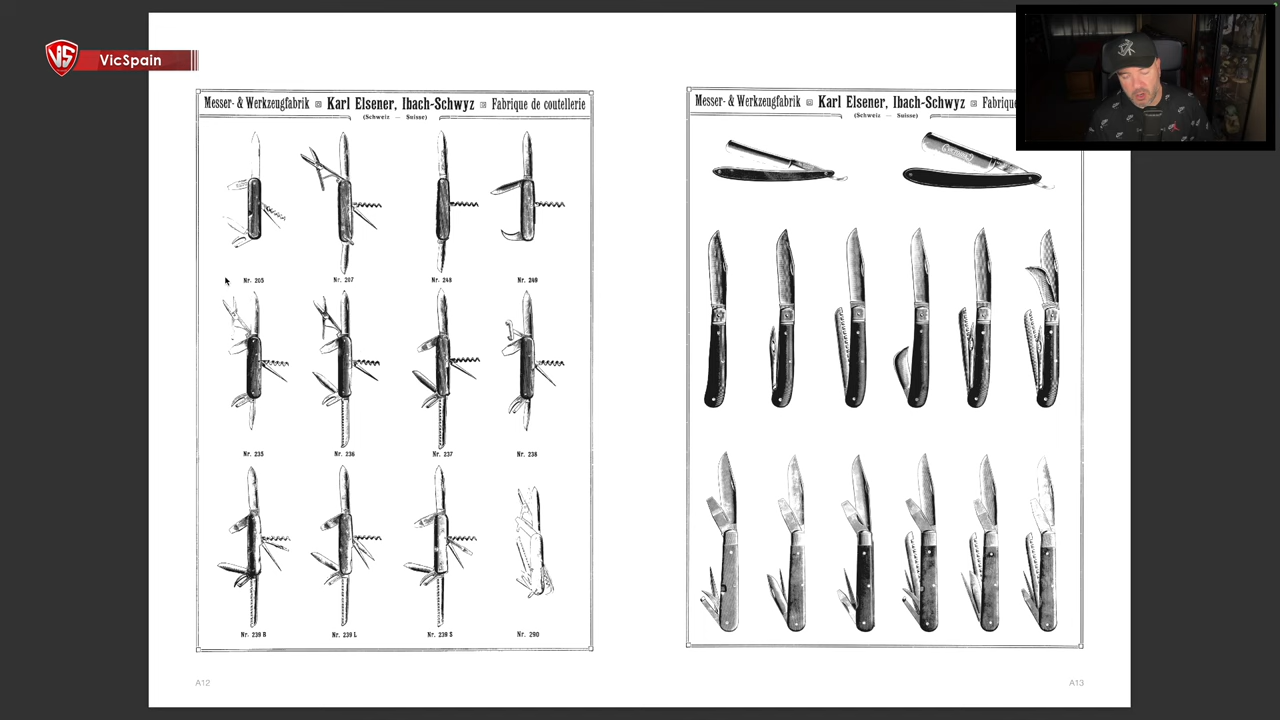 VicSpain
Messer- & Werkzeugfabrik Karl Elsener, Ibach-Schwyz Fabrique de coutellerie
(Schweiz — Suisse)
Nr. 205 Nr. 207 Nr. 248 Nr. 249
Nr. 235 Nr. 236 Nr. 237 Nr. 238
Nr. 239 B Nr. 239 L Nr. 239 S Nr. 290
A12
Messer- & Werkzeugfabrik Karl Elsener, Ibach-Schwyz Fabriq
(Schweiz — Suisse)
A13